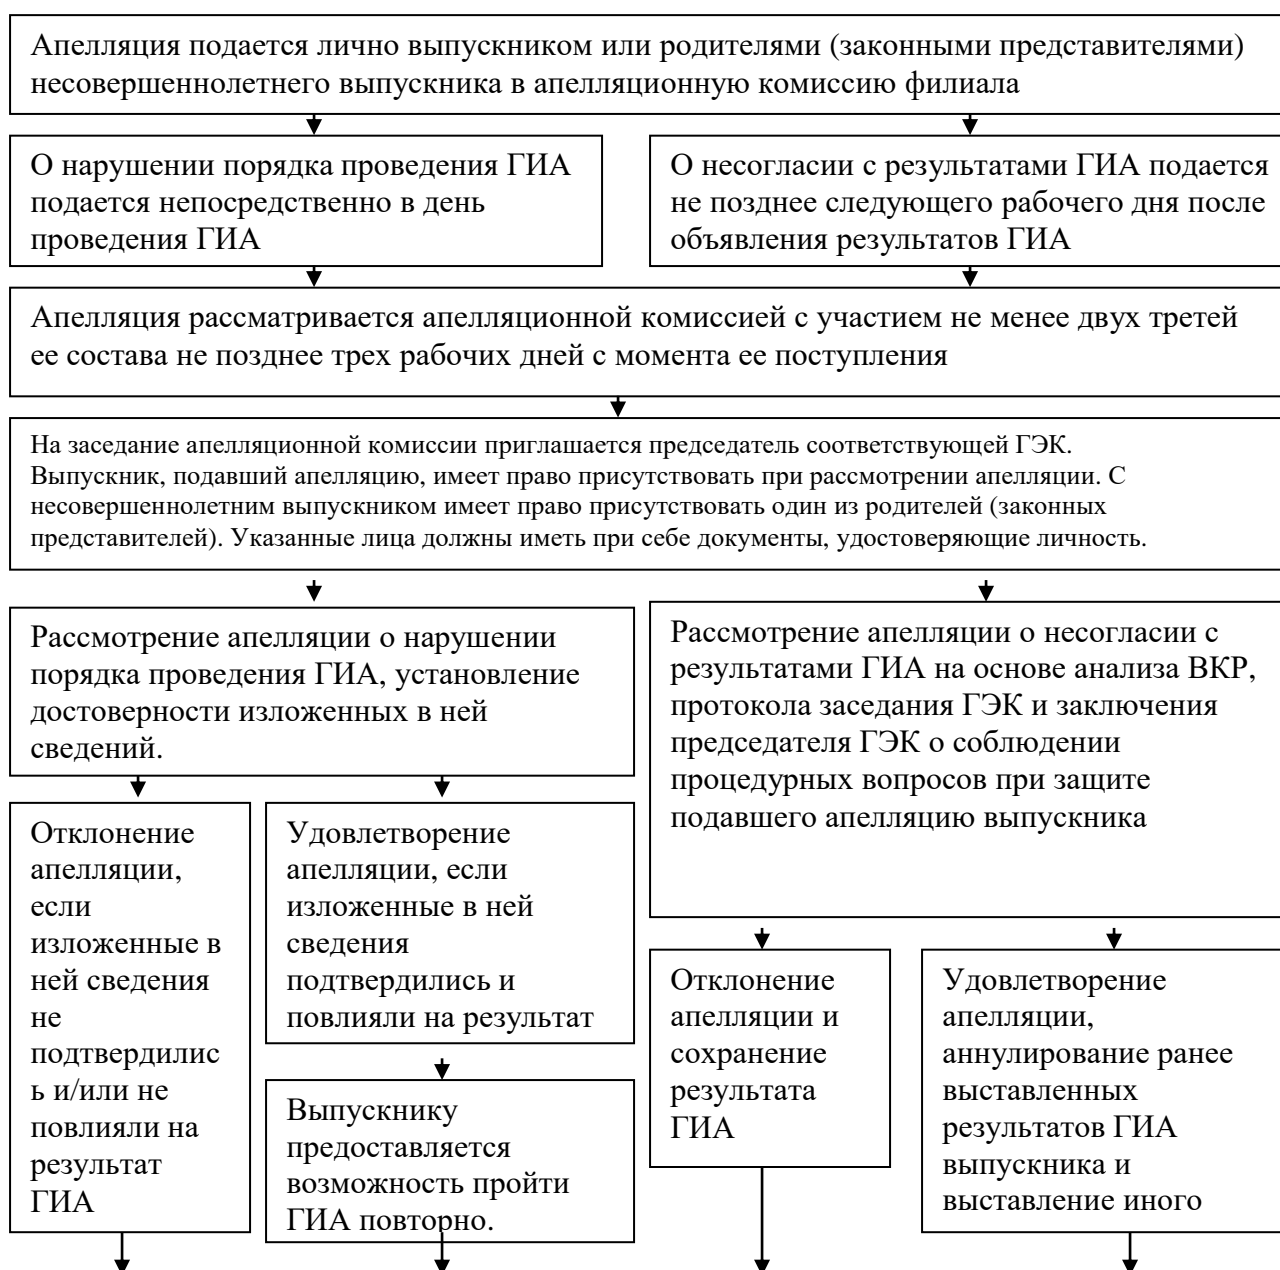 Апелляция подается лично выпускником или родителями (законными представителями)
несовершеннолетнего выпускника в апелляционную комиссию филиала
О нарушении порядка проведения ГИА
подается непосредственно в день
проведения ГИА
О несогласии с результатами ГИА подается
не позднее следующего рабочего дня после
объявления результатов ГИА
Апелляция рассматривается апелляционной комиссией с участием не менее двух третей
ее состава не позднее трех рабочих дней с момента ее поступления
На заседание апелляционной комиссии приглашается председатель соответствующей ГЭК.
Выпускник, подавший апелляцию, имеет право присутствовать при рассмотрении апелляции. С
несовершеннолетним выпускником имеет право присутствовать один из родителей (законных
представителей). Указанные лица должны иметь при себе документы, удостоверяющие личность.
Рассмотрение апелляции о нарушении
порядка проведения ГИА, установление
достоверности изложенных в ней
сведений.
Рассмотрение апелляции о несогласии с
результатами ГИА на основе анализа ВКР,
протокола заседания ГЭК и заключения
председателя ГЭК о соблюдении
процедурных вопросов при защите
подавшего апелляцию выпускника
Отклонение
апелляции,
если
изложенные в
ней сведения
не
подтвердилис
ь и/или не
повлияли на
результат
ГИА
Удовлетворение
апелляции, если
изложенные в ней
сведения
подтвердились и
повлияли на результат
Выпускнику
предоставляется
возможность пройти
ГИА повторно.
Отклонение
апелляции и
сохранение
результата
ГИА
Удовлетворение
апелляции,
аннулирование ранее
выставленных
результатов ГИА
выпускника и
выставление иного